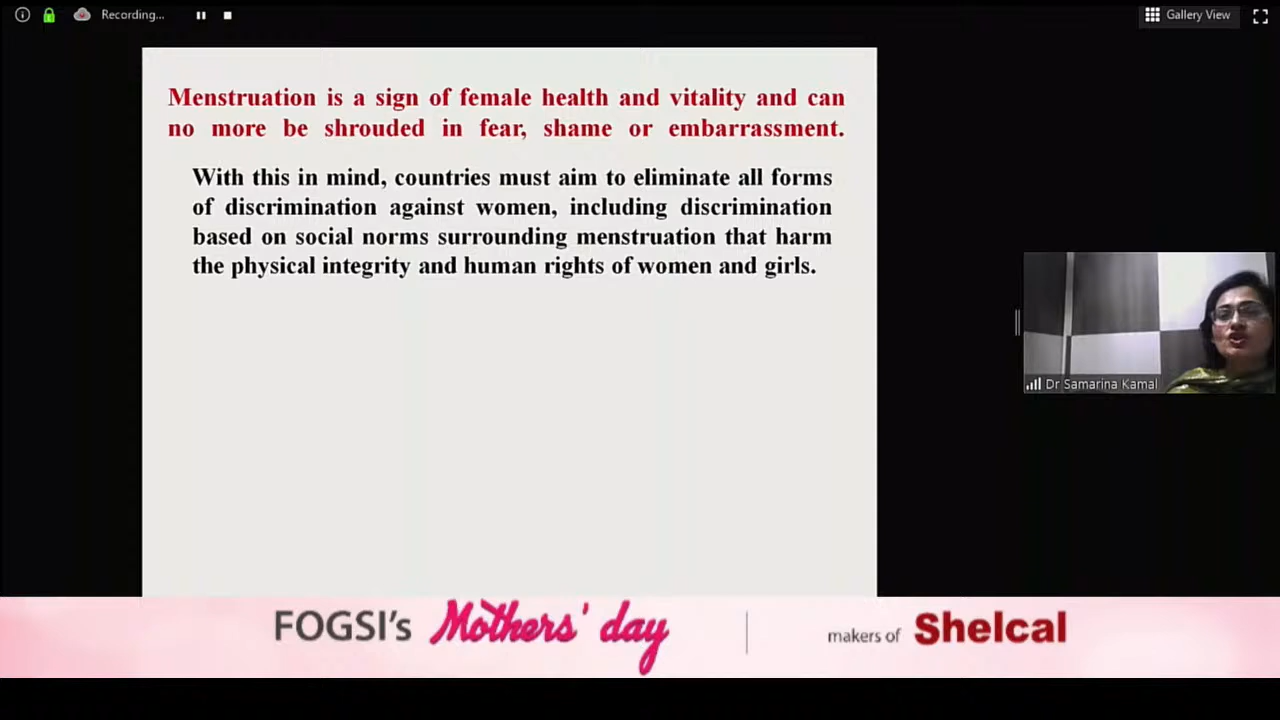 Recording...
Gallery View
Menstruation is a sign of female health and vitality and can
no more be shrouded in fear, shame or embarrassment.
With this in mind, countries must aim to eliminate all forms
of discrimination against women, including discrimination
based on social norms surrounding menstruation that harm
the physical integrity and human rights of women and girls.
Dr Samarina Kamal
FOGSI's Mothers' day
makers of Shelcal